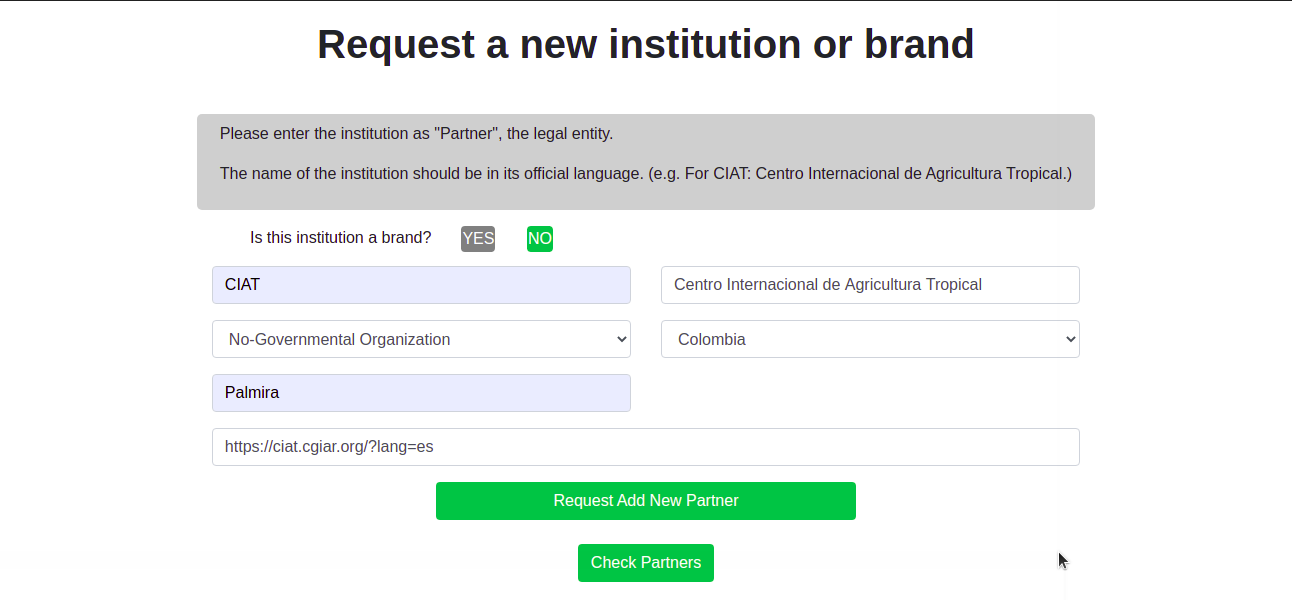 Request a new institution or brand
Please enter the institution as "Partner", the legal entity.
The name of the institution should be in its official language. (e.g. For CIAT: Centro Internacional de Agricultura Tropical.)
Is this institution a brand? YES NO
CIAT
Centro Internacional de Agricultura Tropical
No-Governmental Organization
Colombia
Palmira
https://ciat.cgiar.org/?lang=es
Request Add New Partner
Check Partners